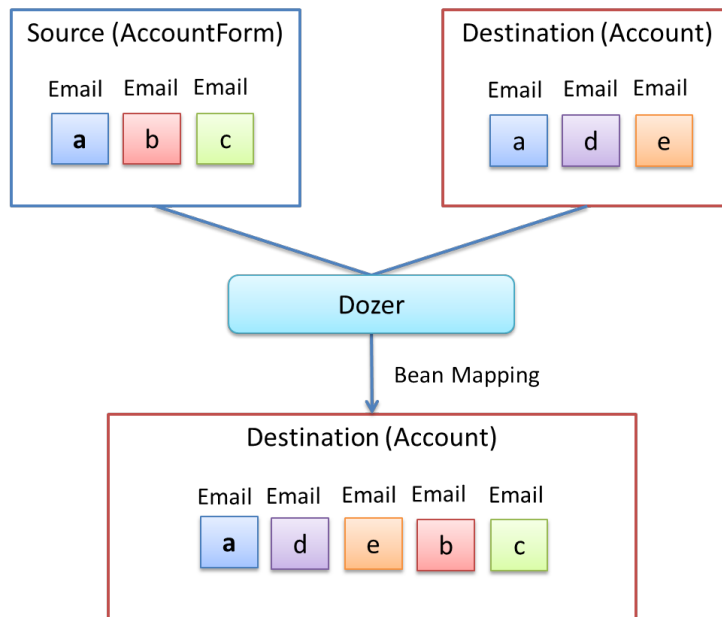 Source (AccountForm)
Email Email Email
a b c
Destination (Account)
Email Email Email
a d e
Dozer
Bean Mapping
Destination (Account)
Email Email Email Email Email
a d e b c